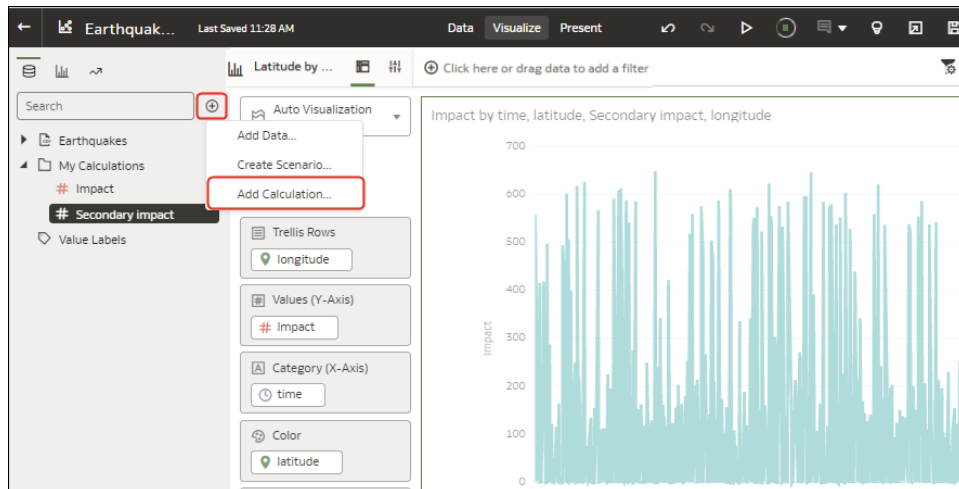 Earthquak...
Last Saved 11:28 AM
Data
Visualize
Present
Latitude by ...
Click here or drag data to add a filter
Search
Earthquakes
My Calculations
# Impact
# Secondary impact
Value Labels
Auto Visualization
Add Data...
Create Scenario...
Add Calculation...
Trellis Rows
longitude
# Values (Y-Axis)
# Impact
A Category (X-Axis)
time
Color
latitude
Impact by time, latitude, Secondary impact, longitude
700
600
500
400
300
200
100
0
Impact